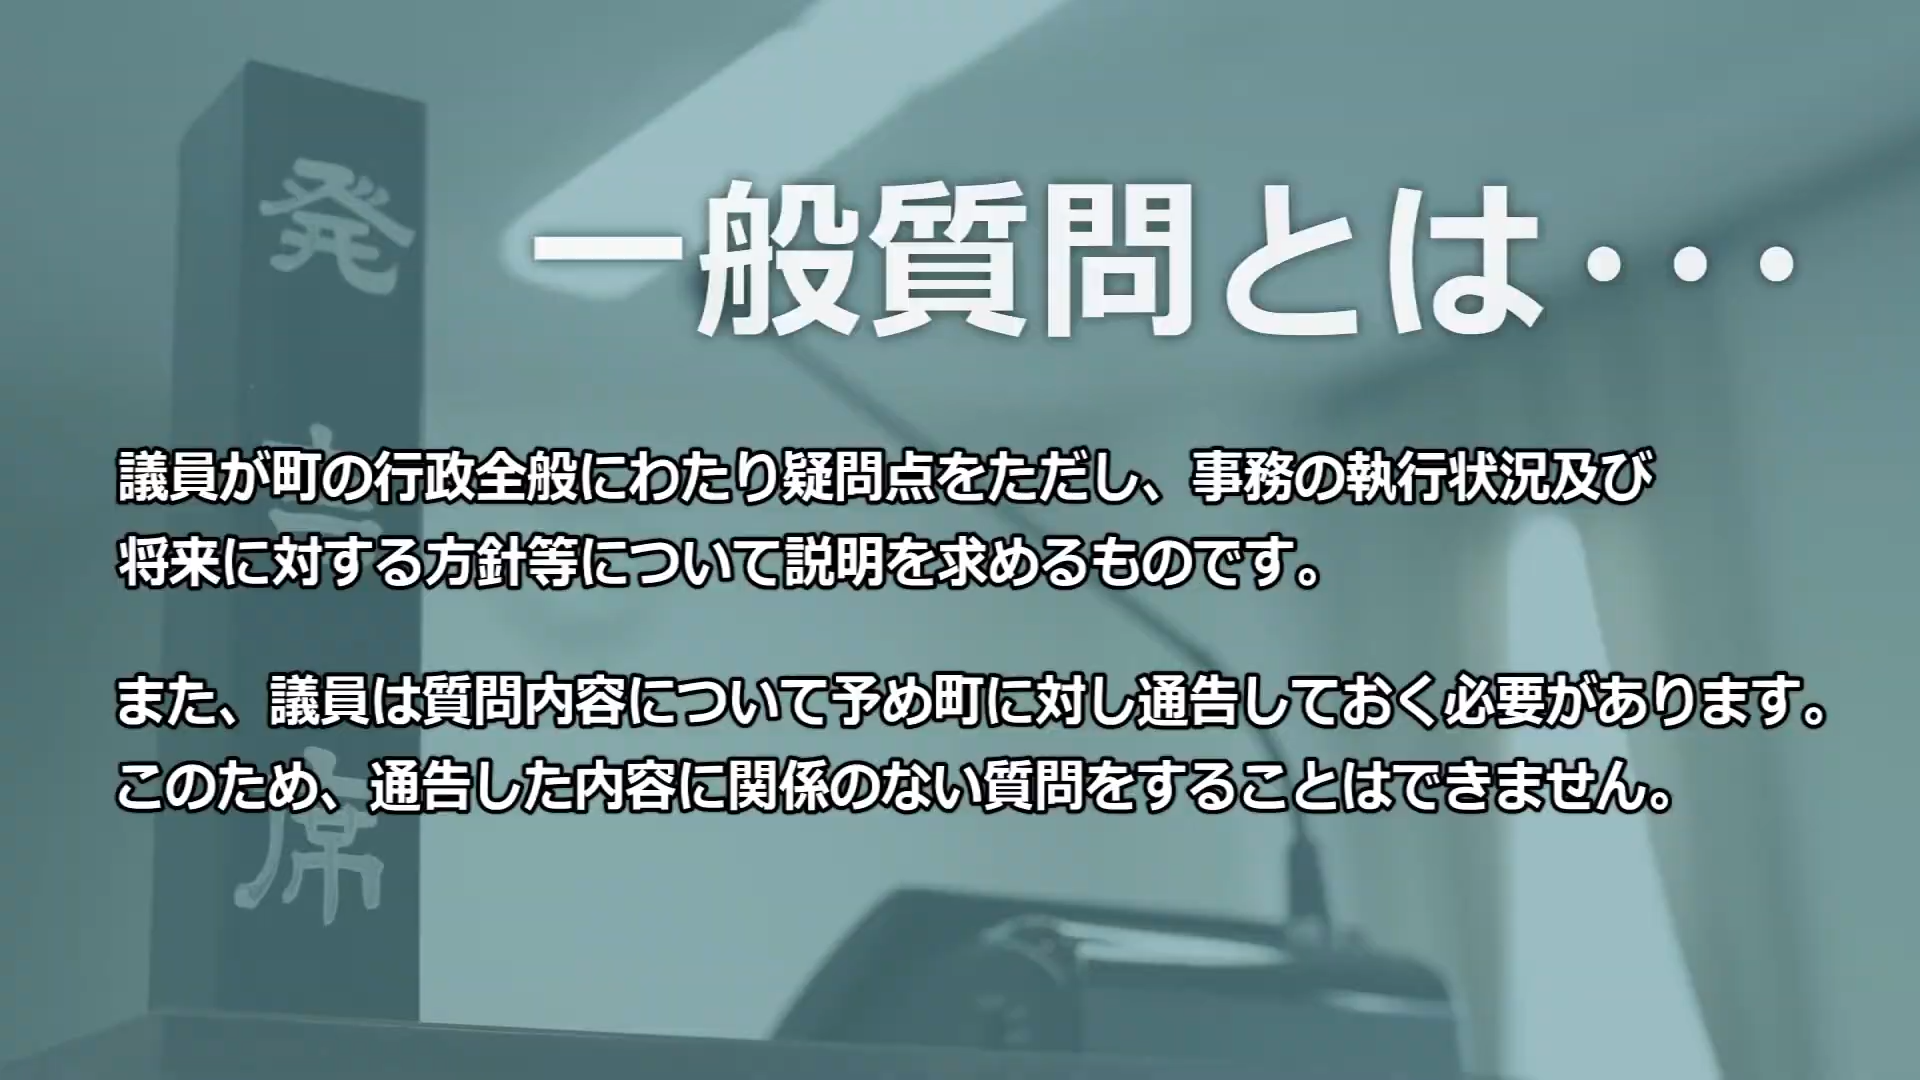 一般質問とは・・・
議員が町の行政全般にわたり疑問点をただし、事務の執行状況及び
将来に対する方針等について説明を求めるものです。
また、議員は質問内容について予め町に対し通告しておく必要があります。
このため、通告した内容に関係のない質問をすることはできません。
発言席